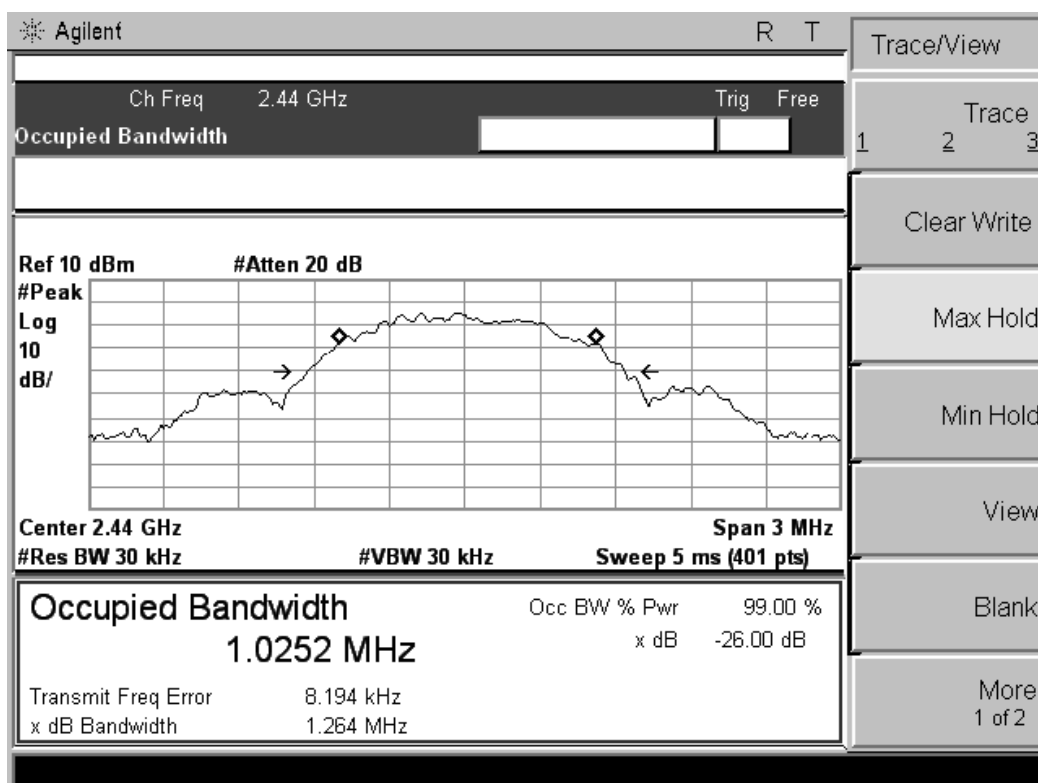 Agilent R T
Ch Freq 2.44 GHz Trig Free
Occupied Bandwidth
Ref 10 dBm #Atten 20 dB
#Peak
Log
10
dB/
Center 2.44 GHz Span 3 MHz
#Res BW 30 kHz #VBW 30 kHz Sweep 5 ms (401 pts)
Occupied Bandwidth
1.0252 MHz
Occ BW % Pwr 99.00 %
x dB -26.00 dB
Transmit Freq Error 8.194 kHz
x dB Bandwidth 1.264 MHz
Trace/View
Trace
1 2 3
Clear Write
Max Hold
Min Hold
View
Blank
More
1 of 2